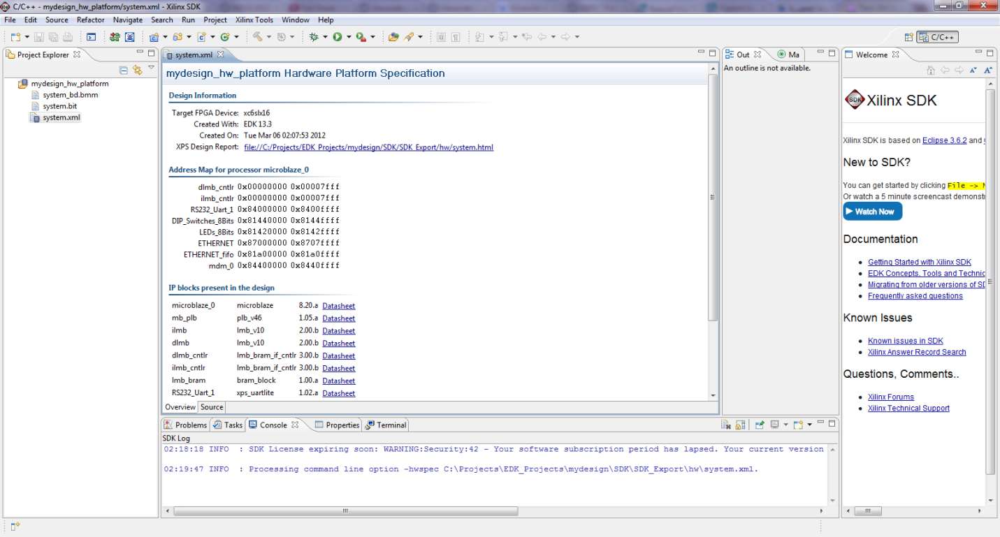 C/C++ - mydesign_hw_platform/system.xml - Xilinx SDK
File Edit Source Refactor Navigate Search Run Project Xilinx Tools Window Help
C/C++
Project Explorer
mydesign_hw_platform
system_bd.bmm
system.bit
system.xml
system.xml
mydesign_hw_platform Hardware Platform Specification
Design Information
Target FPGA Device: xc6slx16
Created With: EDK 13.3
Created On: Tue Mar 06 02:07:53 2012
XPS Design Report: file://C:/Projects/EDK_Projects/mydesign/SDK/SDK_Export/hw/system.html
Address Map for processor microblaze_0
dlmb_cntlr 0x00000000 0x00007fff
ilmb_cntlr 0x00000000 0x00007fff
RS232_Uart_1 0x84000000 0x8400ffff
DIP_Switches_8Bits 0x81440000 0x8144ffff
LEDs_8Bits 0x81420000 0x8142ffff
ETHERNET 0x87000000 0x8707ffff
ETHERNET_fifo 0x81a00000 0x81a0ffff
mdm_0 0x84400000 0x8440ffff
IP blocks present in the design
microblaze_0 microblaze 8.20.a Datasheet
mb_plb plb_v46 1.05.a Datasheet
ilmb lmb_v10 2.00.b Datasheet
dlmb lmb_v10 2.00.b Datasheet
dlmb_cntlr lmb_bram_if_cntlr 3.00.b Datasheet
ilmb_cntlr lmb_bram_if_cntlr 3.00.b Datasheet
lmb_bram bram_block 1.00.a Datasheet
RS232_Uart_1 xps_uartlite 1.02.a Datasheet
Overview Source
Out Ma
An outline is not available.
Welcome
A A
SDK Xilinx SDK
Xilinx SDK is based on Eclipse 3.6.2 and
New to SDK?
You can get started by clicking File ->
Or watch a 5 minute screencast demonst
Watch Now
Documentation
Getting Started with Xilinx SDK
EDK Concepts, Tools and Technic
Migrating from older versions of SD
Frequently asked questions
Known Issues
Known issues in SDK
Xilinx Answer Record Search
Questions, Comments..
Xilinx Forums
Xilinx Technical Support
Problems Tasks Console Properties Terminal
SDK Log
02:18:18 INFO : SDK License expiring soon: WARNING:Security:42 - Your software subscription period has lapsed. Your current version
02:19:47 INFO : Processing command line option -hwspec C:\Projects\EDK_Projects\mydesign\SDK\SDK_Export\hw\system.xml.